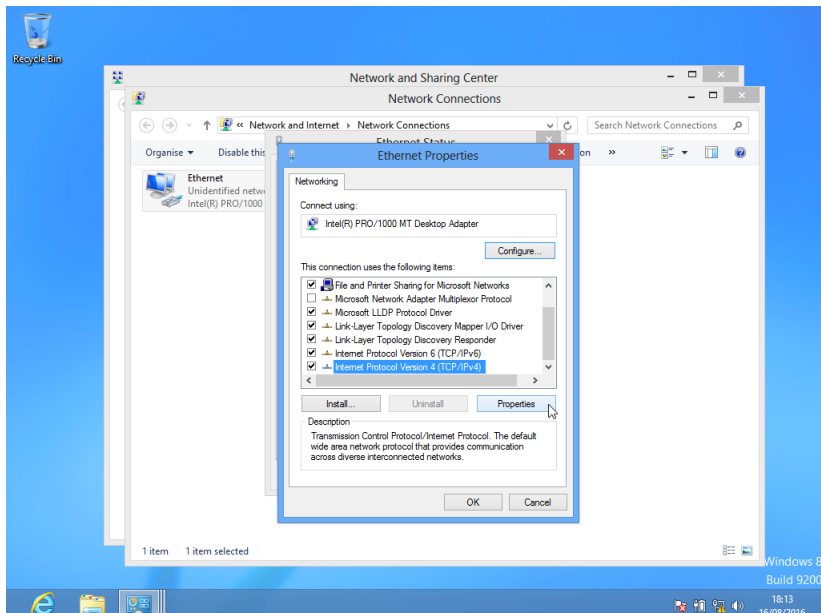 Recycle Bin
Network and Sharing Center
Network Connections
« Network and Internet Network Connections
Search Network Connections
Organise Disable this on »
Ethernet Status
Ethernet Properties
Ethernet
Unidentified netwo
Intel(R) PRO/1000
Networking
Connect using:
Intel(R) PRO/1000 MT Desktop Adapter
Configure...
This connection uses the following items:
File and Printer Sharing for Microsoft Networks
Microsoft Network Adapter Multiplexor Protocol
Microsoft LLDP Protocol Driver
Link-Layer Topology Discovery Mapper I/O Driver
Link-Layer Topology Discovery Responder
Internet Protocol Version 6 (TCP/IPv6)
Internet Protocol Version 4 (TCP/IPv4)
Install... Uninstall Properties
Description
Transmission Control Protocol/Internet Protocol. The default
wide area network protocol that provides communication
across diverse interconnected networks.
OK Cancel
1 item 1 item selected
Windows 8
Build 9200
18:13
16/08/2016